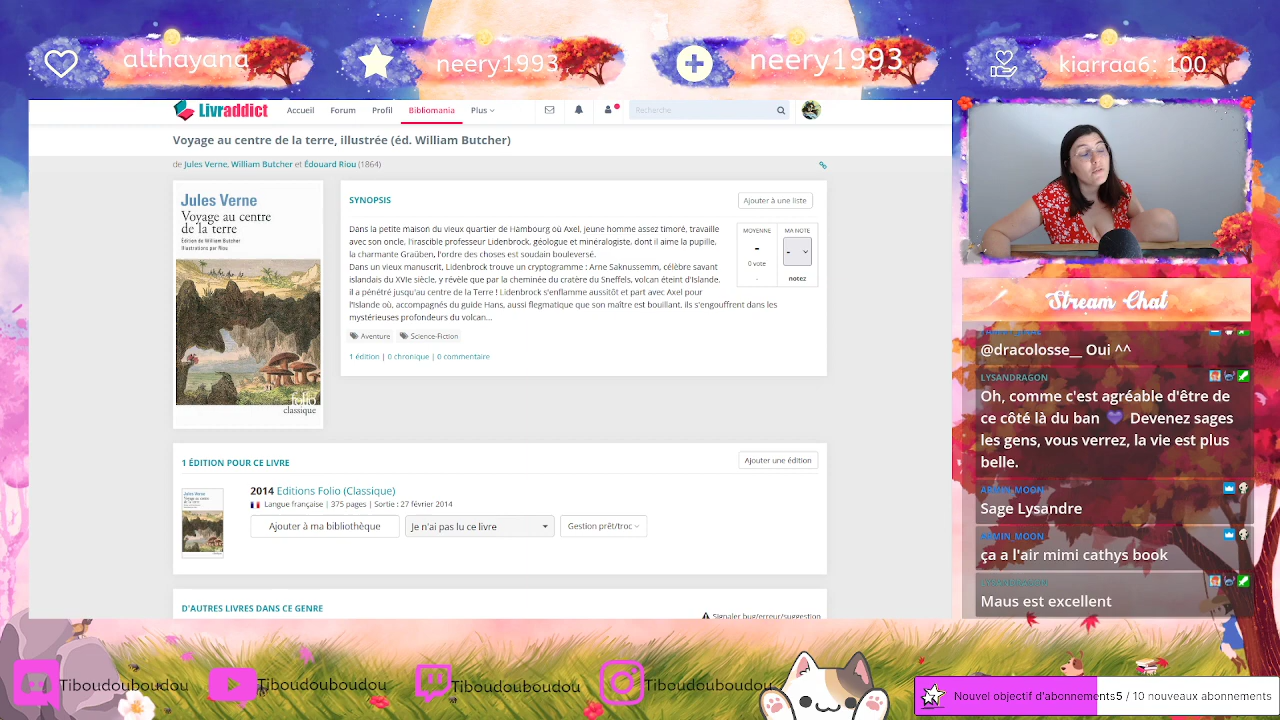 althayana
neery1993
neery1993
kiarraa6: 100
Livraddict
Accueil Forum Profil Bibliomania Plus
Recherche
Voyage au centre de la terre, illustrée (éd. William Butcher)
de Jules Verne, William Butcher et Édouard Riou (1864)
Jules Verne
Voyage au centre
de la terre
Édition de William Butcher
Illustrations par Riou
folio
classique
SYNOPSIS
Ajouter à une liste
Dans la petite maison du vieux quartier de Hambourg où Axel, jeune homme assez timoré, travaille
avec son oncle, l'irascible professeur Lidenbrock, géologue et minéralogiste, dont il aime la pupille,
la charmante Graüben, l'ordre des choses est soudain bouleversé.
Dans un vieux manuscrit, Lidenbrock trouve un cryptogramme : Arne Saknussemm, célèbre savant
islandais du XVIe siècle, y révèle que par la cheminée du cratère du Sneffels, volcan éteint d'Islande,
il a pénétré jusqu'au centre de la Terre ! Lidenbrock s'enflamme aussitôt et part avec Axel pour
l'Islande où, accompagnés du guide Hans, aussi flegmatique que son maître est bouillant, ils s'engouffrent dans les
mystérieuses profondeurs du volcan...
MOYENNE
-
0 vote
-
MA NOTE
-
notez
Aventure Science-Fiction
1 édition | 0 chronique | 0 commentaire
1 ÉDITION POUR CE LIVRE
Ajouter une édition
2014 Editions Folio (Classique)
Langue française | 375 pages | Sortie : 27 février 2014
Ajouter à ma bibliothèque
Je n'ai pas lu ce livre
Gestion prêt/troc
D'AUTRES LIVRES DANS CE GENRE
Signaler bug/erreur/suggestion
Stream Chat
@dracolosse__ Oui ^^
LYSANDRAGON
Oh, comme c'est agréable d'être de
ce côté là du ban 💜 Devenez sages
les gens, vous verrez, la vie est plus
belle.
ARMIN_MOON
Sage Lysandre
ARMIN_MOON
ça a l'air mimi cathys book
LYSANDRAGON
Maus est excellent
Tiboudouboudou
Tiboudouboudou
Tiboudouboudou
Tiboudouboudou
Nouvel objectif d'abonnements 5 / 10 nouveaux abonnements